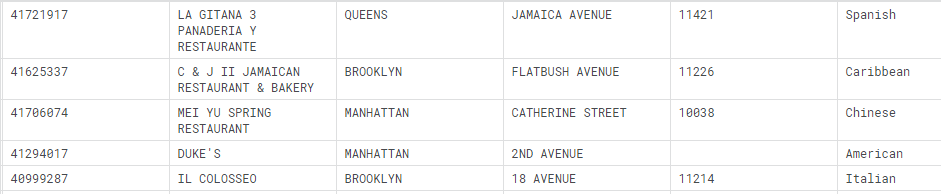 41721917 LA GITANA 3 QUEENS JAMAICA AVENUE 11421 Spanish
PANADERIA Y
RESTAURANTE
41625337 C & J II JAMAICAN BROOKLYN FLATBUSH AVENUE 11226 Caribbean
RESTAURANT & BAKERY
41706074 MEI YU SPRING MANHATTAN CATHERINE STREET 10038 Chinese
RESTAURANT
41294017 DUKE'S MANHATTAN 2ND AVENUE American
40999287 IL COLOSSEO BROOKLYN 18 AVENUE 11214 Italian